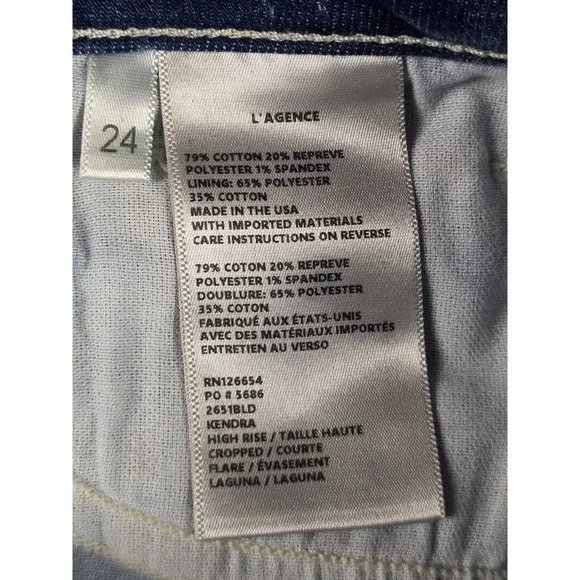 24
L'AGENCE
79% COTTON 20% REPREVE
POLYESTER 1% SPANDEX
LINING: 65% POLYESTER
35% COTTON
MADE IN THE USA
WITH IMPORTED MATERIALS
CARE INSTRUCTIONS ON REVERSE
79% COTON 20% REPREVE
POLYESTER 1% SPANDEX
DOUBLURE: 65% POLYESTER
35% COTON
FABRIQUÉ AUX ÉTATS-UNIS
AVEC DES MATÉRIAUX IMPORTÉS
ENTRETIEN AU VERSO
RN126654
PO # 5686
2651BLD
KENDRA
HIGH RISE / TAILLE HAUTE
CROPPED / COURTE
FLARE / ÉVASEMENT
LAGUNA / LAGUNA